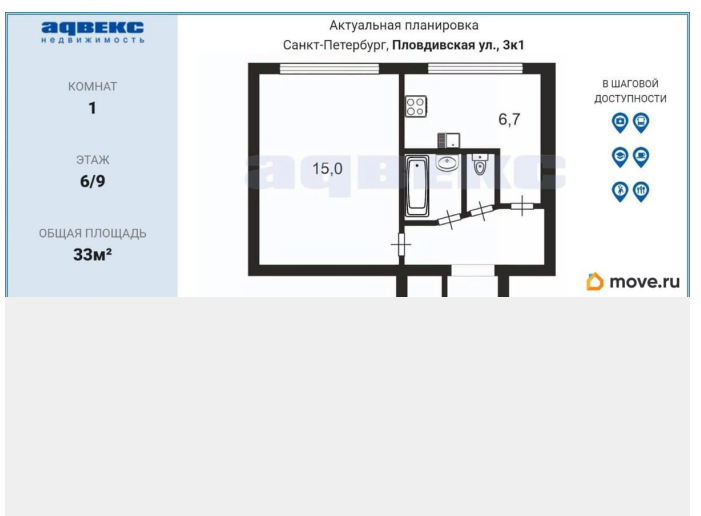 адвекс
недвижимость
Актуальная планировка
Санкт-Петербург, Пловдивская ул., 3к1
КОМНАТ
1
ЭТАЖ
6/9
ОБЩАЯ ПЛОЩАДЬ
33м²
15,0
6,7
адвекс
В ШАГОВОЙ
ДОСТУПНОСТИ
move.ru